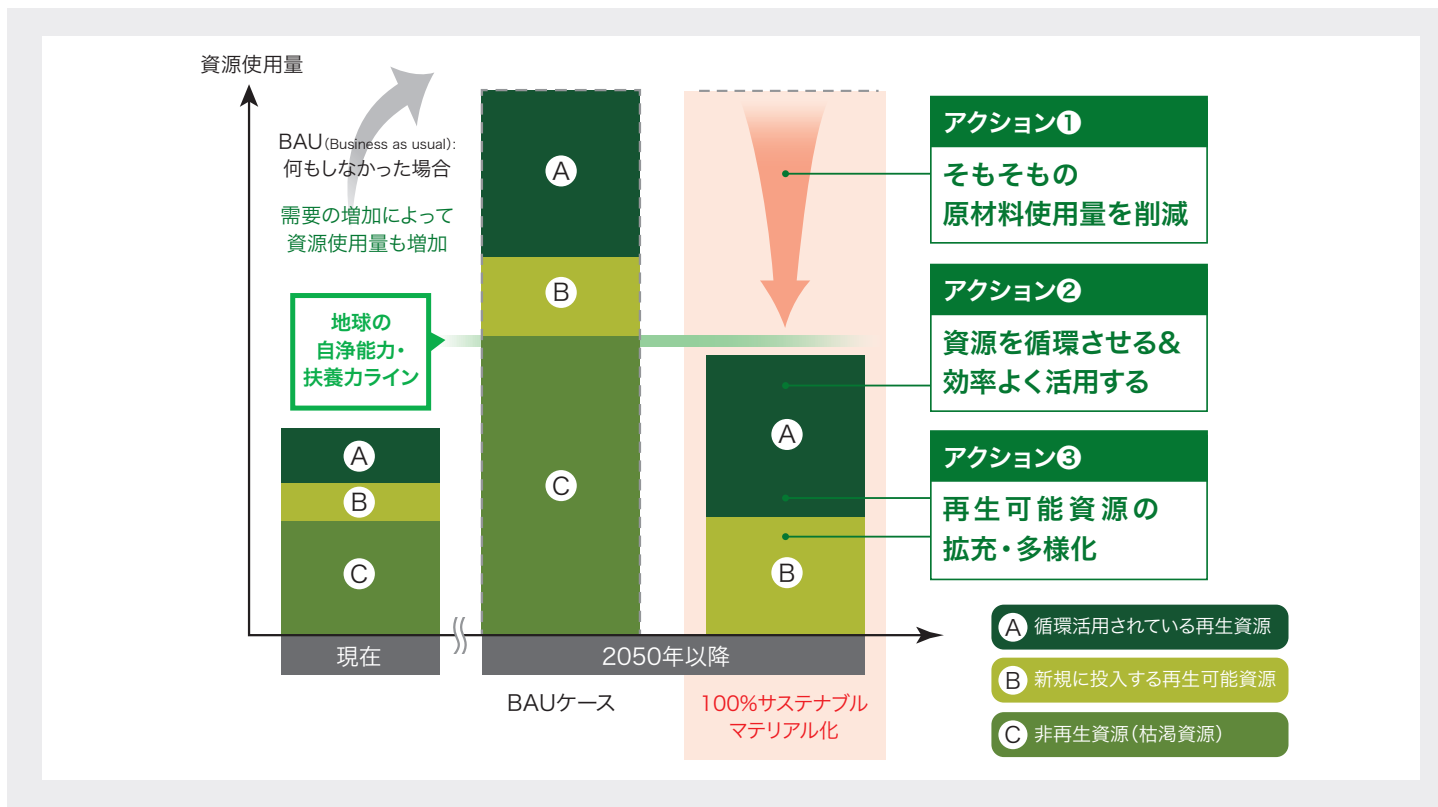 資源使用量
BAU(Business as usual):
何もしなかった場合
需要の増加によって
資源使用量も増加
地球の
自浄能力・
扶養力ライン
A
B
C
A
B
C
A
B
現在
2050年以降
BAUケース
100%サステナブル
マテリアル化
アクション❶
そもそもの
原材料使用量を削減
アクション❷
資源を循環させる&
効率よく活用する
アクション❸
再生可能資源の
拡充・多様化
A 循環活用されている再生資源
B 新規に投入する再生可能資源
C 非再生資源(枯渇資源)